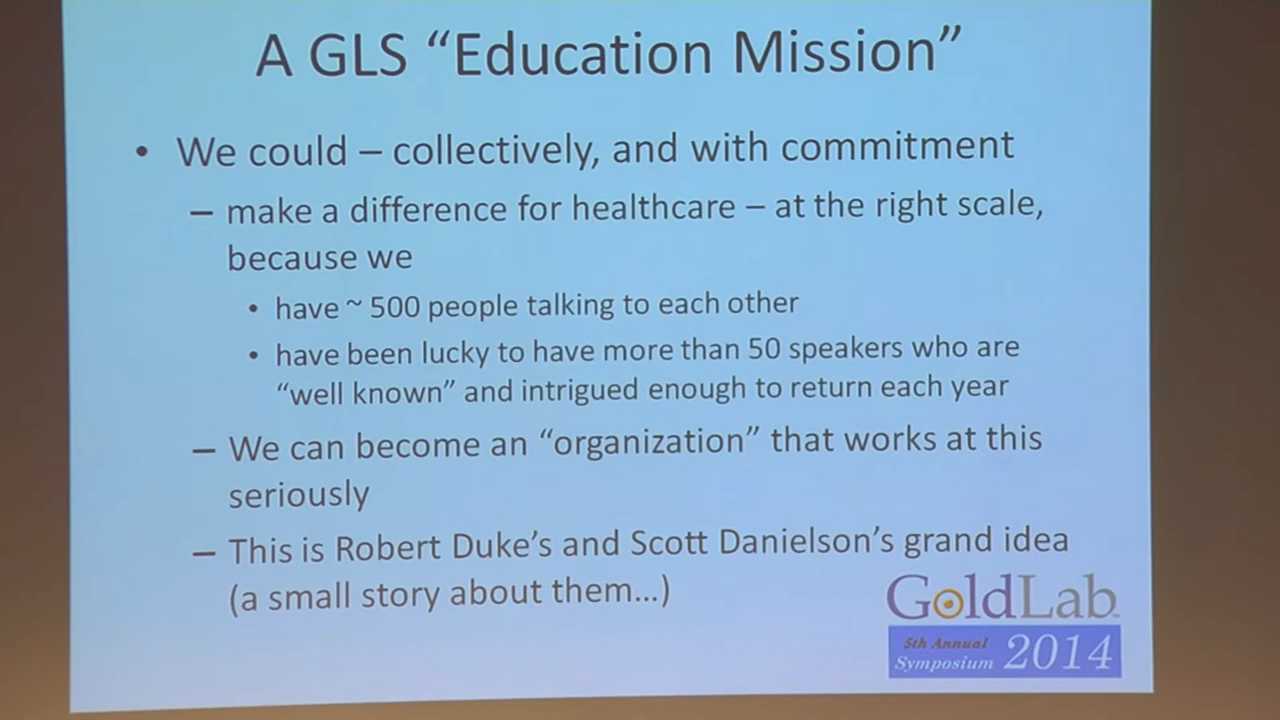 A GLS “Education Mission”
• We could – collectively, and with commitment
– make a difference for healthcare – at the right scale,
because we
• have ~ 500 people talking to each other
• have been lucky to have more than 50 speakers who are
“well known” and intrigued enough to return each year
– We can become an “organization” that works at this
seriously
– This is Robert Duke’s and Scott Danielson’s grand idea
(a small story about them…)
GoldLab
5th Annual
Symposium 2014